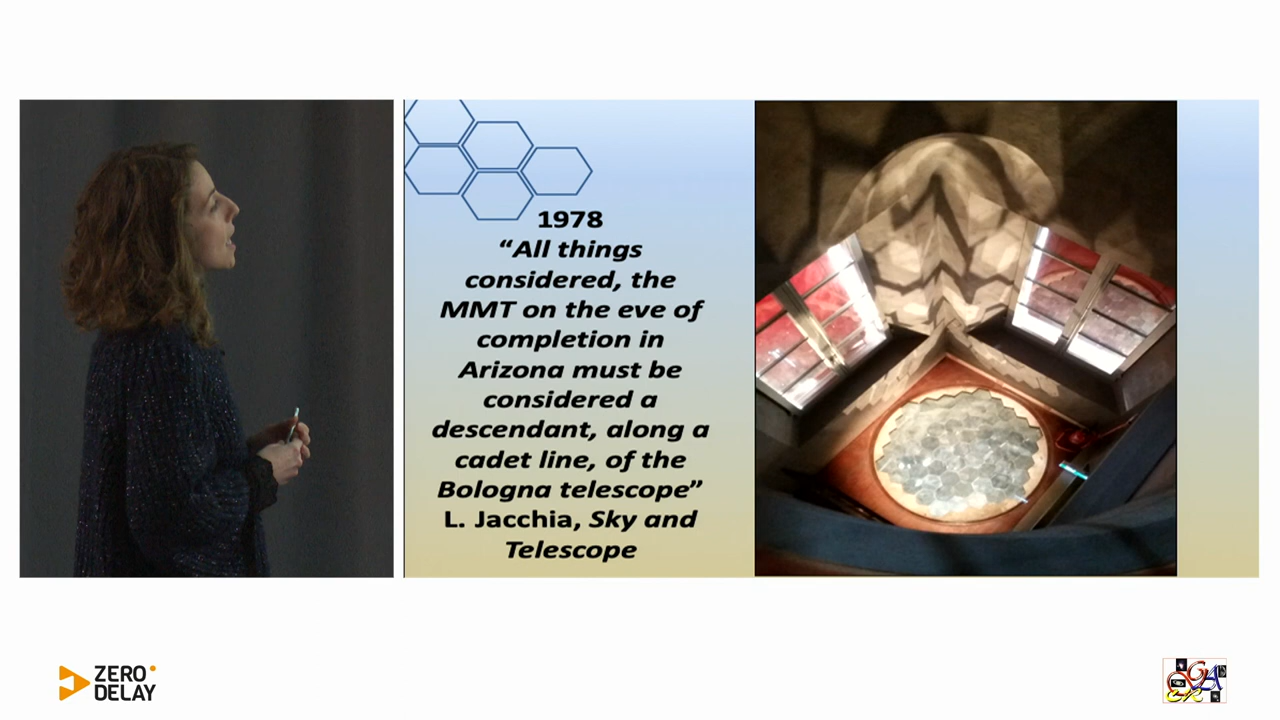 1978
“All things
considered, the
MMT on the eve of
completion in
Arizona must be
considered a
descendant, along a
cadet line, of the
Bologna telescope”
L. Jacchia, Sky and
Telescope
ZERO
DELAY